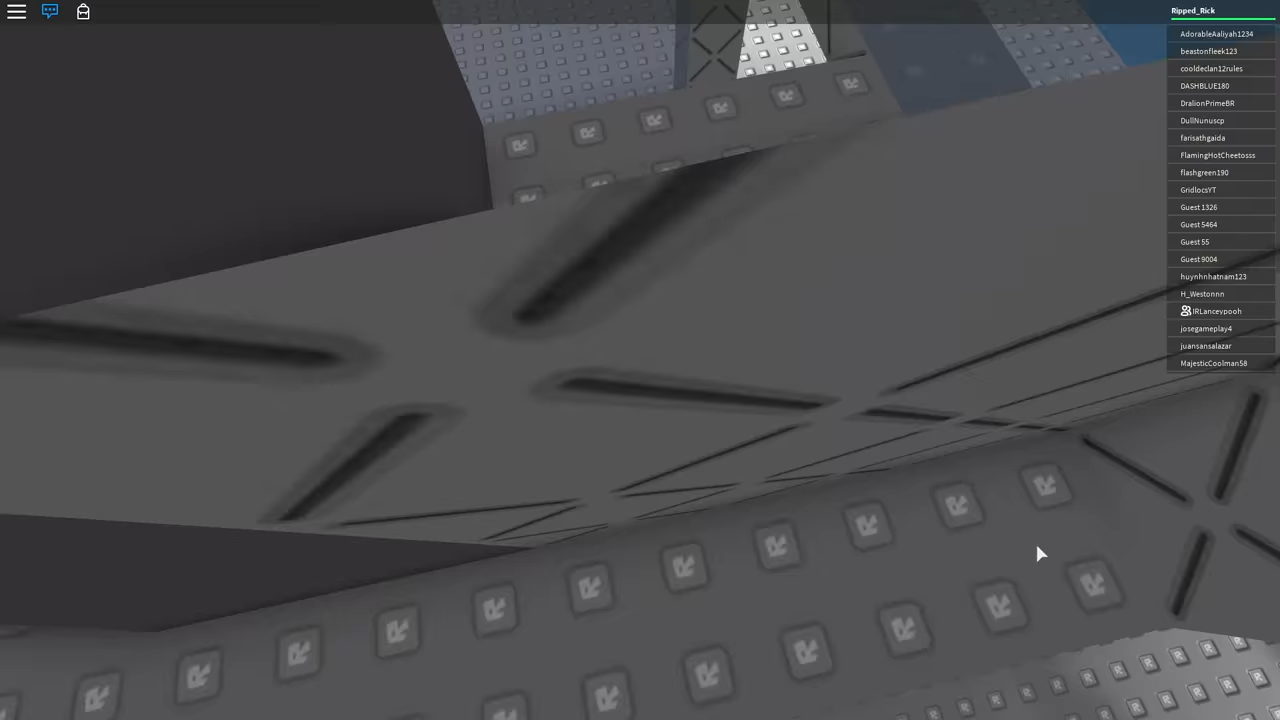 Ripped_Rick
AdorableAaliyah1234
beastonfleek123
cooldeclan12rules
DASHBLUE180
DralionPrimeBR
DullNunuscp
farisathgaida
FlamingHotCheetosss
flashgreen190
GridlocsYT
Guest 1326
Guest 5464
Guest 55
Guest 9004
huynhnhatnam123
H_Westonnn
IRLanceypooh
josegameplay4
juansansalazar
MajesticCoolman58